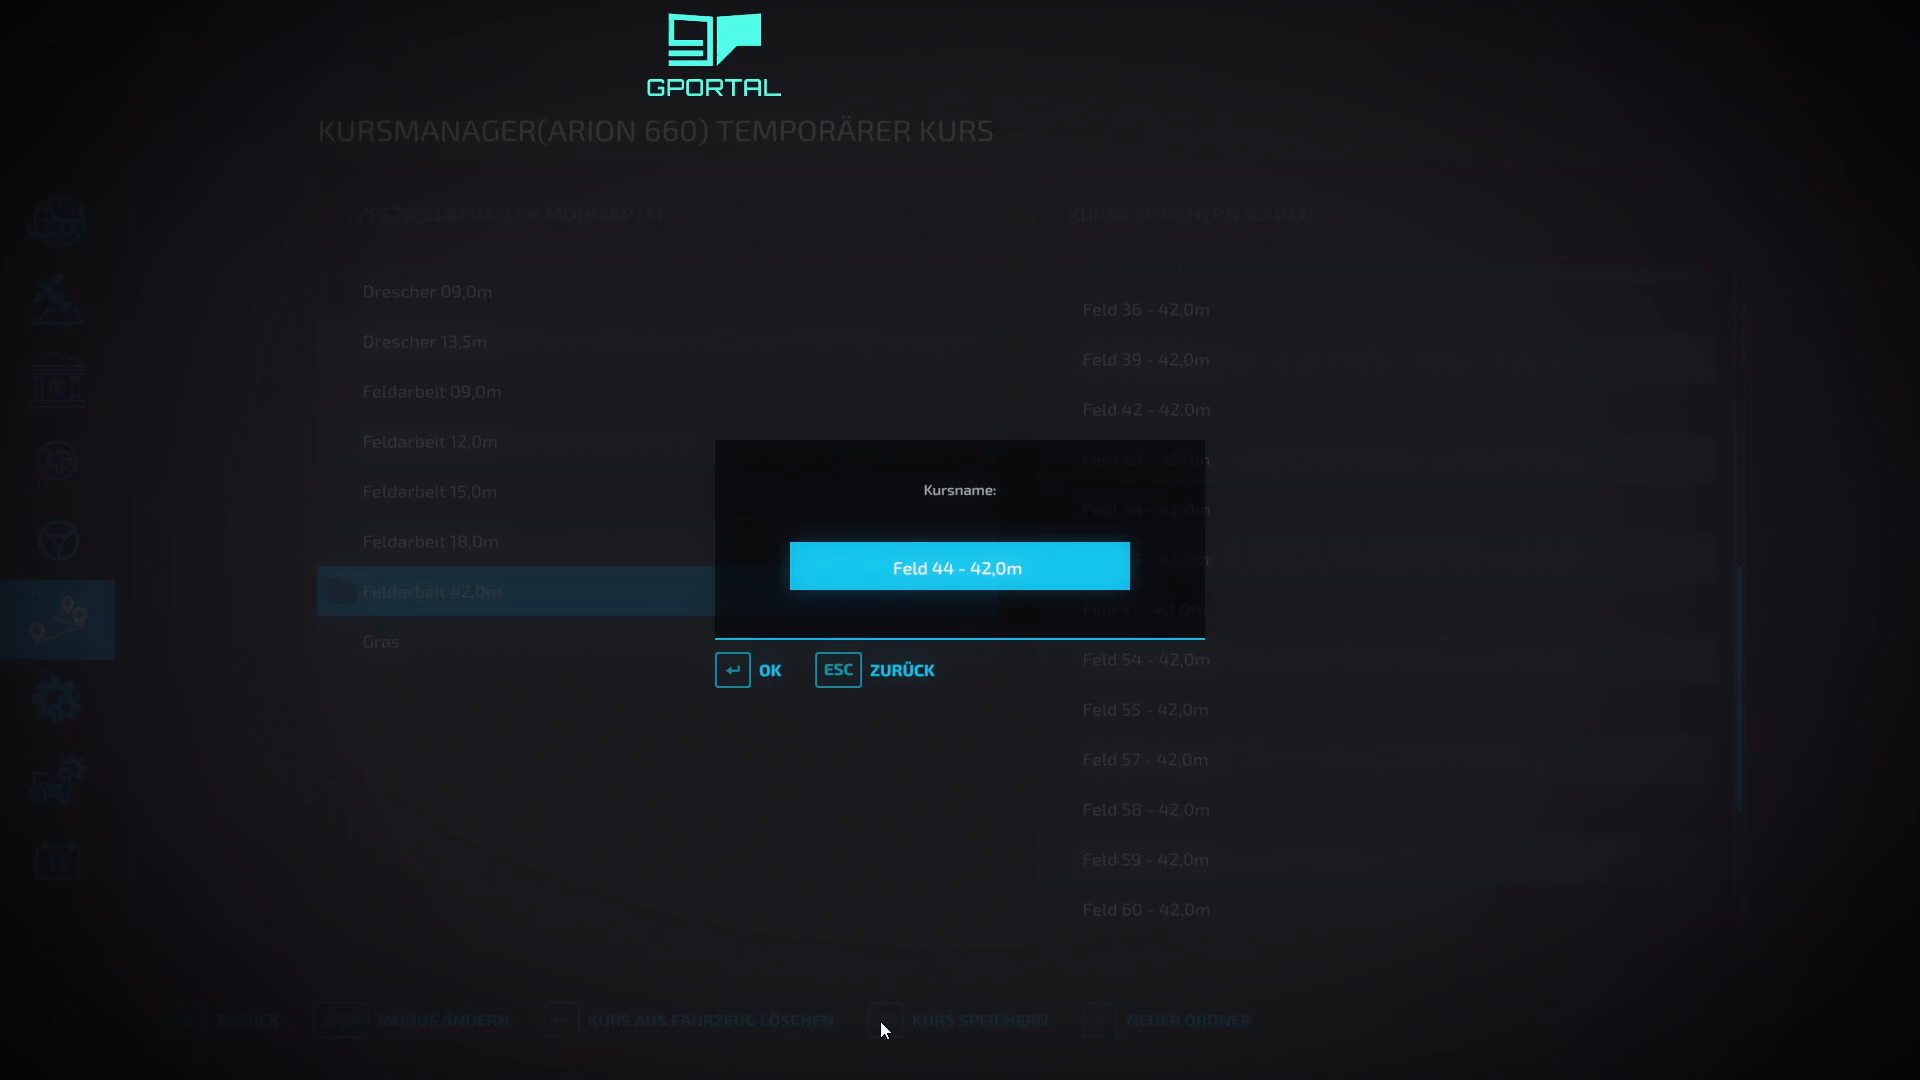 GPORTAL
KURSMANAGER(ARION 660) TEMPORÄRER KURS
KURSE SPEICHERN/LADEN
Drescher 09,0m
Drescher 13,5m
Feldarbeit 09,0m
Feldarbeit 12,0m
Feldarbeit 15,0m
Feldarbeit 18,0m
Feldarbeit 42,0m
Gras
Feld 36 - 42,0m
Feld 39 - 42,0m
Feld 42 - 42,0m
Feld 54 - 42,0m
Feld 55 - 42,0m
Feld 57 - 42,0m
Feld 58 - 42,0m
Feld 59 - 42,0m
Feld 60 - 42,0m
Kursname:
Feld 44 - 42,0m
OK
ESC ZURÜCK
ZURÜCK
MODUS ÄNDERN
KURS AUS FAHRZEUG LÖSCHEN
KURS SPEICHERN
NEUER ORDNER
15